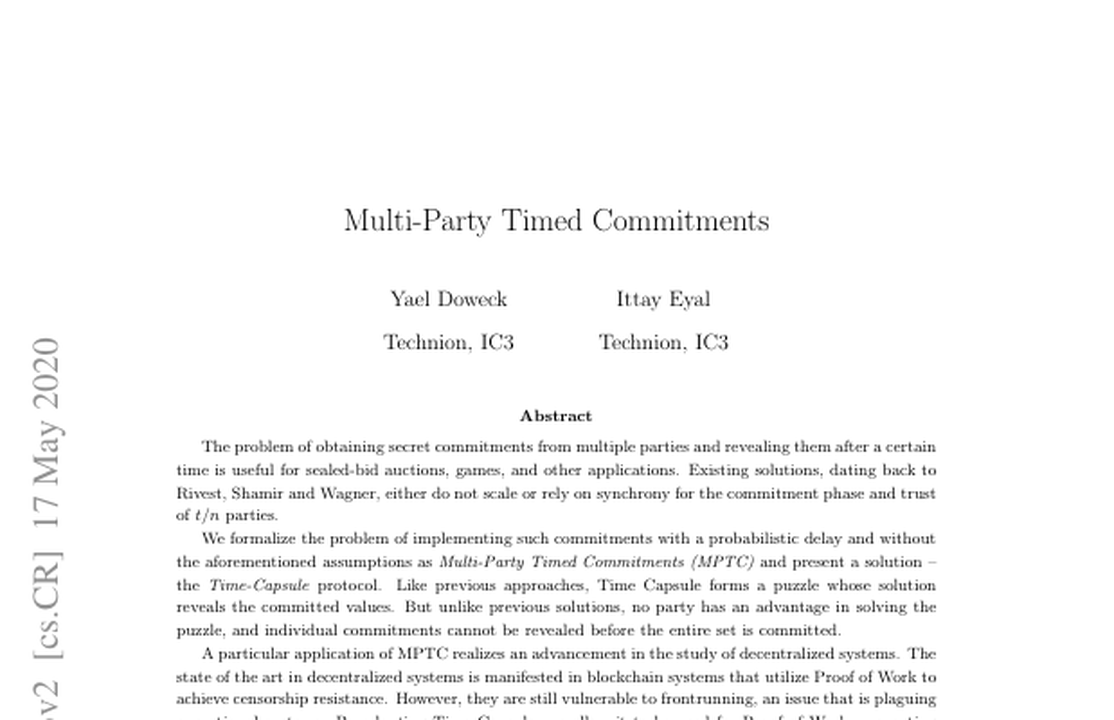 Multi-Party Timed Commitments
Yael Doweck Ittay Eyal
Technion, IC3 Technion, IC3
Abstract
The problem of obtaining secret commitments from multiple parties and revealing them after a certain
time is useful for sealed-bid auctions, games, and other applications. Existing solutions, dating back to
Rivest, Shamir and Wagner, either do not scale or rely on synchrony for the commitment phase and trust
of t/n parties.
We formalize the problem of implementing such commitments with a probabilistic delay and without
the aforementioned assumptions as Multi-Party Timed Commitments (MPTC) and present a solution –
the Time-Capsule protocol. Like previous approaches, Time Capsule forms a puzzle whose solution
reveals the committed values. But unlike previous solutions, no party has an advantage in solving the
puzzle, and individual commitments cannot be revealed before the entire set is committed.
A particular application of MPTC realizes an advancement in the study of decentralized systems. The
state of the art in decentralized systems is manifested in blockchain systems that utilize Proof of Work to
achieve censorship resistance. However, they are still vulnerable to frontrunning, an issue that is plaguing
v2 [cs.CR] 17 May 2020